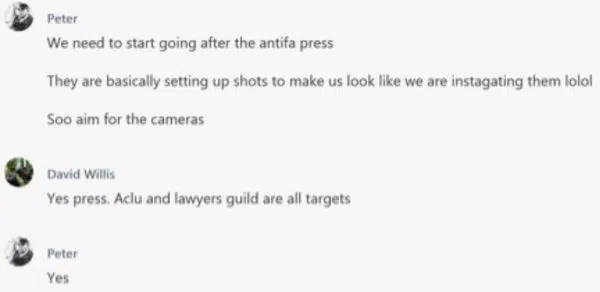 Peter
We need to start going after the antifa press
They are basically setting up shots to make us look like we are instagating them lolol
Soo aim for the cameras
David Willis
Yes press. Aclu and lawyers guild are all targets
Peter
Yes